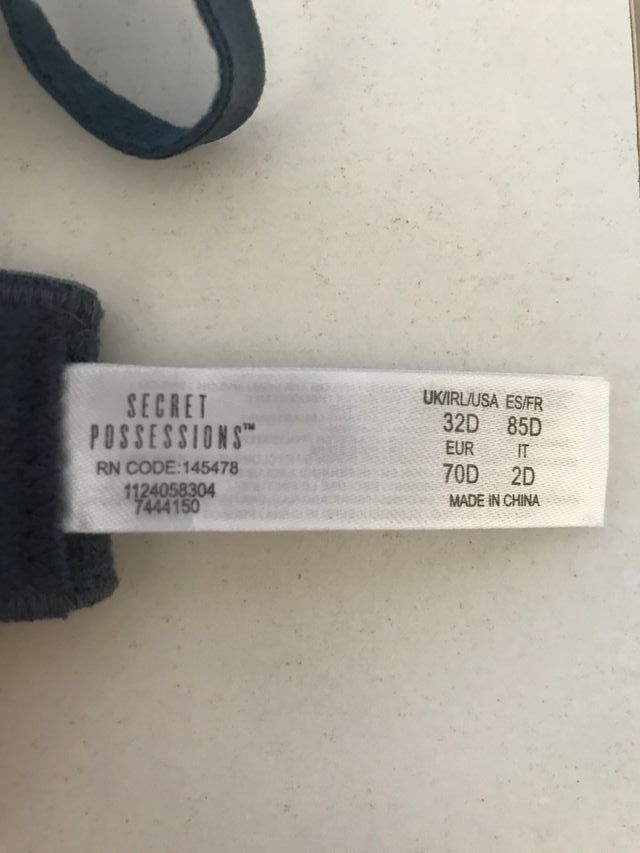 SECRET
POSSESSIONS™
RN CODE:145478
1124058304
7444150
UK/IRL/USA ES/FR
32D 85D
EUR IT
70D 2D
MADE IN CHINA